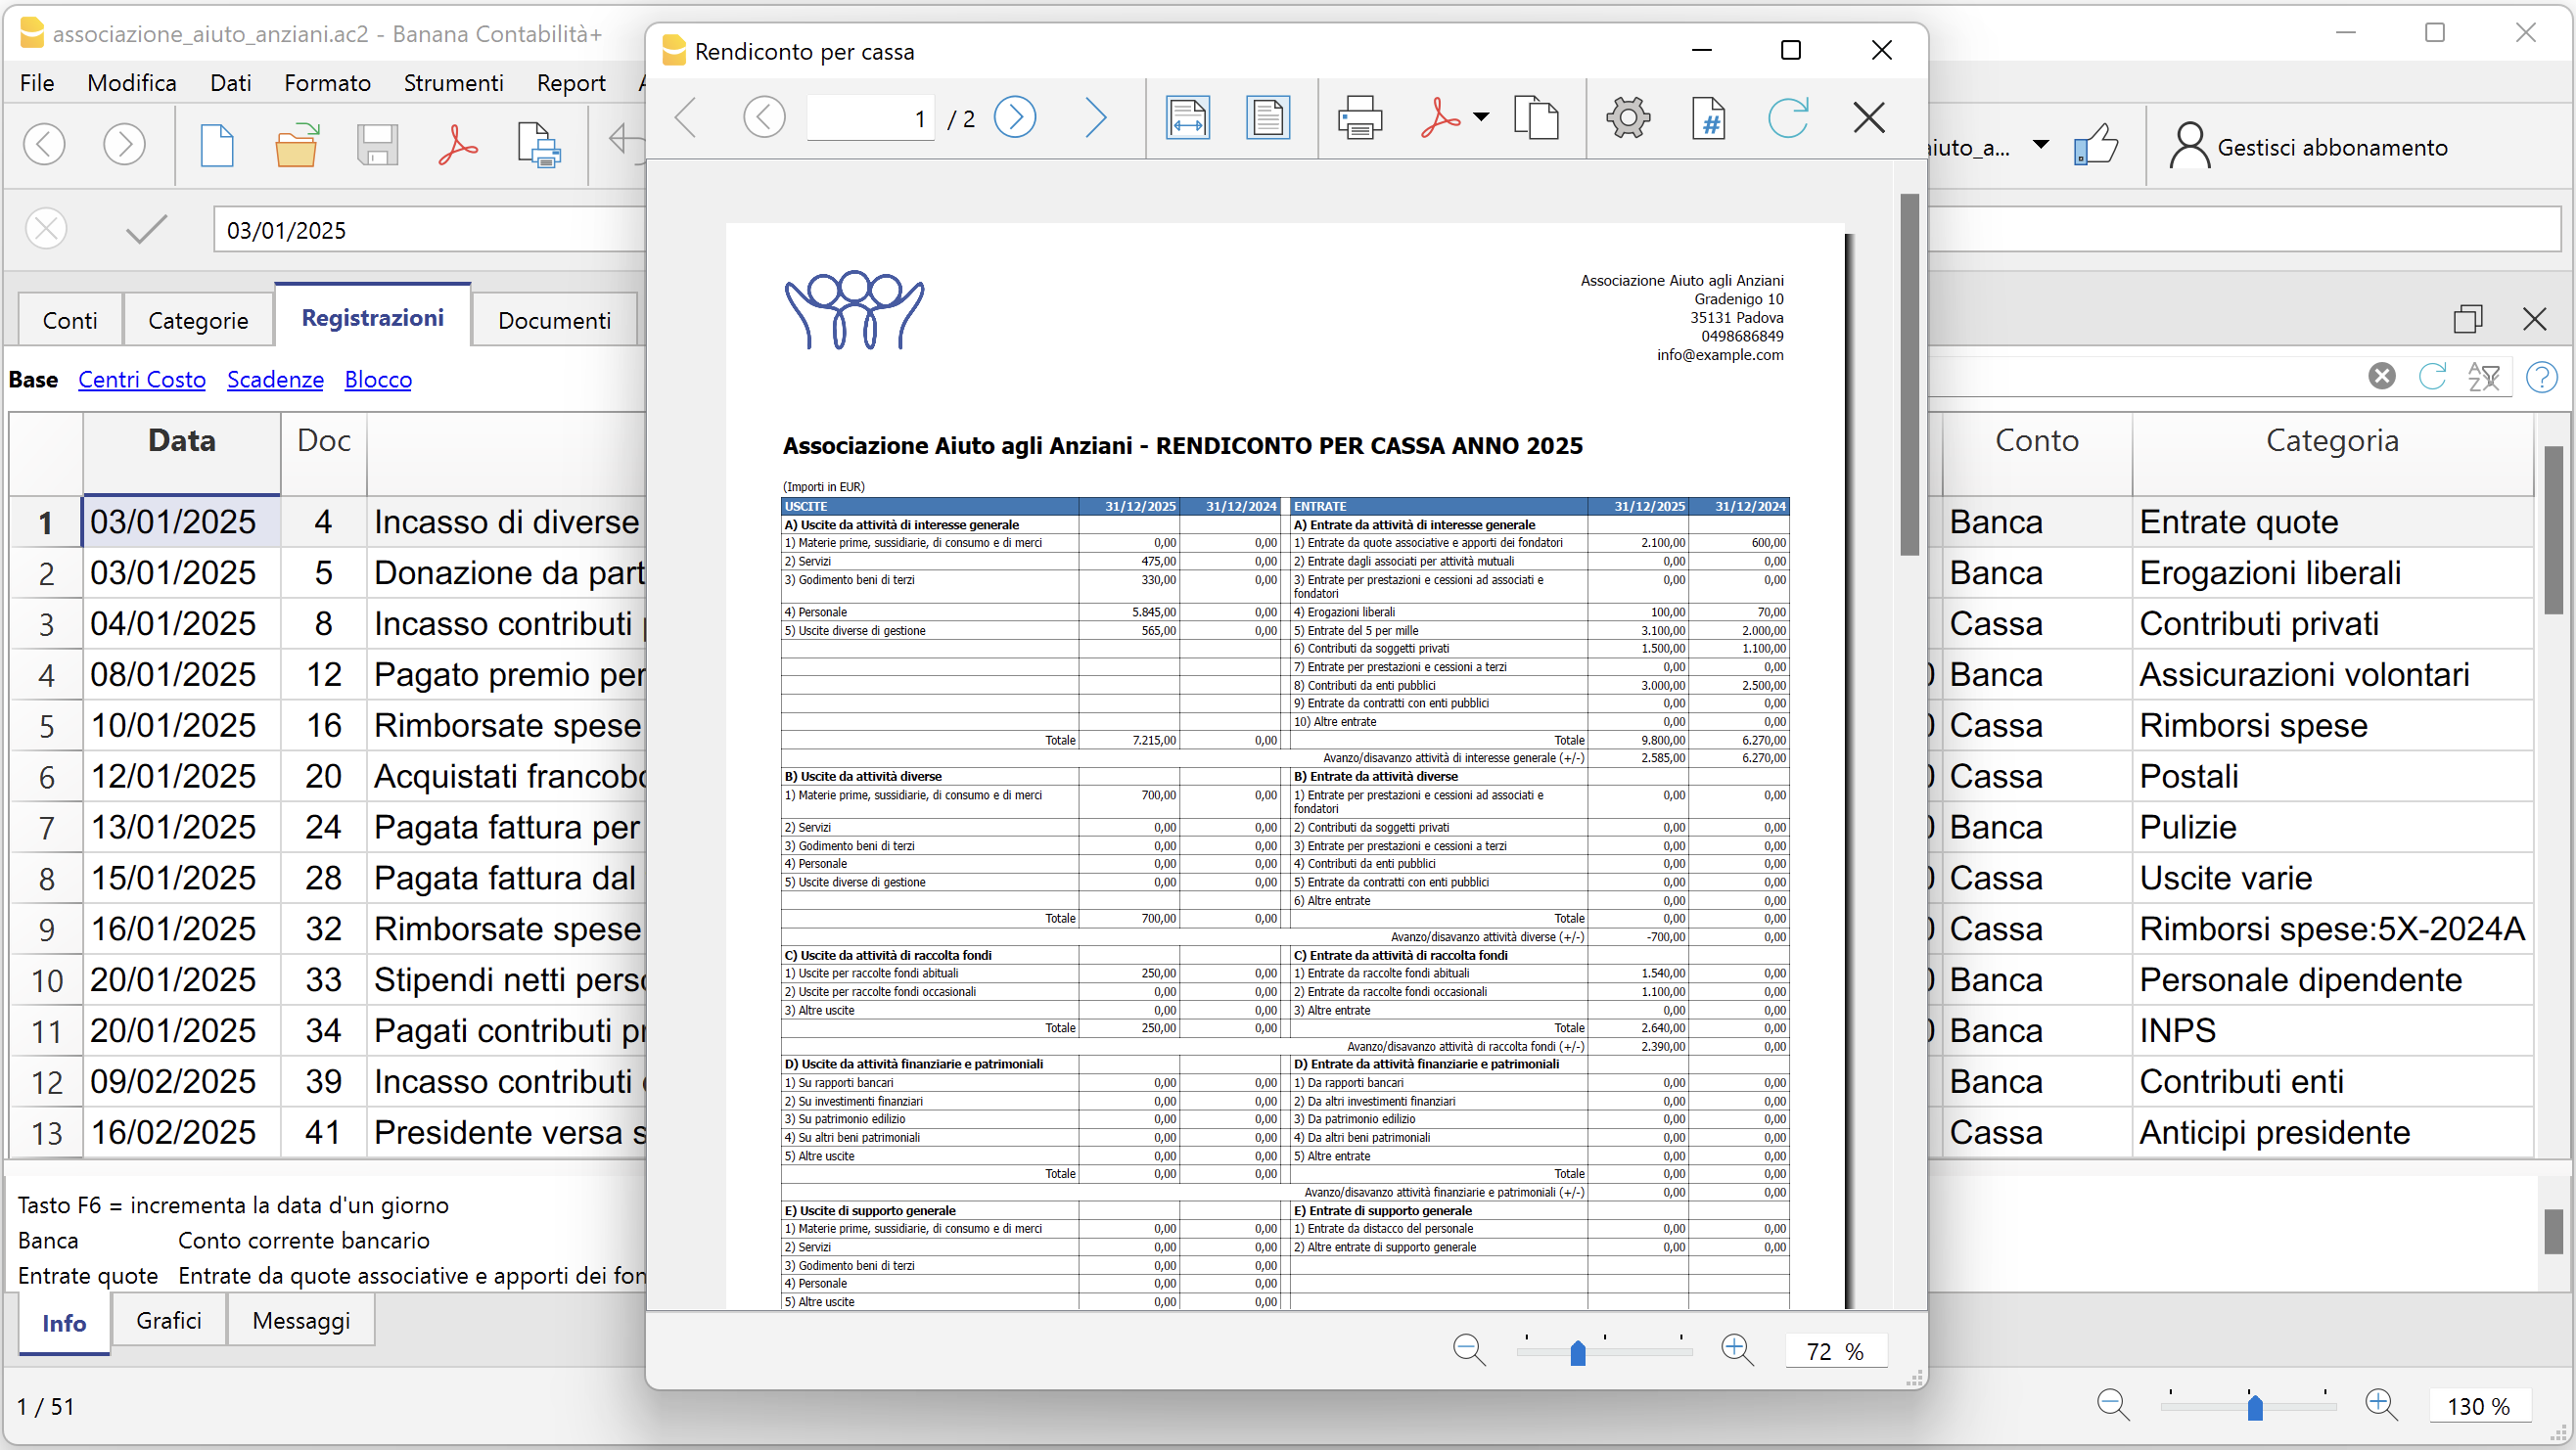 associazione_aiuto_anziani.ac2 - Banana Contabilità+
File Modifica Dati Formato Strumenti Report
iuto_a... Gestisci abbonamento
03/01/2025
Conti Categorie Registrazioni Documenti
Base Centri Costo Scadenze Blocco
Data Doc Conto Categoria
1 03/01/2025 4 Incasso di diverse Banca Entrate quote
2 03/01/2025 5 Donazione da part Banca Erogazioni liberali
3 04/01/2025 8 Incasso contributi Cassa Contributi privati
4 08/01/2025 12 Pagato premio per Banca Assicurazioni volontari
5 10/01/2025 16 Rimborsate spese Cassa Rimborsi spese
6 12/01/2025 20 Acquistati francobo Cassa Postali
7 13/01/2025 24 Pagata fattura per Banca Pulizie
8 15/01/2025 28 Pagata fattura dal Cassa Uscite varie
9 16/01/2025 32 Rimborsate spese Cassa Rimborsi spese:5X-2024A
10 20/01/2025 33 Stipendi netti pers Banca Personale dipendente
11 20/01/2025 34 Pagati contributi p Banca INPS
12 09/02/2025 39 Incasso contributi Banca Contributi enti
13 16/02/2025 41 Presidente versa s Cassa Anticipi presidente
Tasto F6 = incrementa la data d'un giorno
Banca Conto corrente bancario
Entrate quote Entrate da quote associative e apporti dei fon
Info Grafici Messaggi
1 / 51
130 %
Rendiconto per cassa
1 / 2
#
Associazione Aiuto agli Anziani
Gradenigo 10
35131 Padova
0498686849
info@example.com
Associazione Aiuto agli Anziani - RENDICONTO PER CASSA ANNO 2025
(Importi in EUR)
USCITE 31/12/2025 31/12/2024 ENTRATE 31/12/2025 31/12/2024
A) Uscite da attività di interesse generale A) Entrate da attività di interesse generale
1) Materie prime, sussidiarie, di consumo e di merci 0,00 0,00 1) Entrate da quote associative e apporti dei fondatori 2.100,00 600,00
2) Servizi 475,00 0,00 2) Entrate dagli associati per attività mutuali 0,00 0,00
3) Godimento beni di terzi 330,00 0,00 3) Entrate per prestazioni e cessioni ad associati e 0,00 0,00
fondatori
4) Personale 5.845,00 0,00 4) Erogazioni liberali 100,00 70,00
5) Uscite diverse di gestione 565,00 0,00 5) Entrate del 5 per mille 3.100,00 2.000,00
6) Contributi da soggetti privati 1.500,00 1.100,00
7) Entrate per prestazioni e cessioni a terzi 0,00 0,00
8) Contributi da enti pubblici 3.000,00 2.500,00
9) Entrate da contratti con enti pubblici 0,00 0,00
10) Altre entrate 0,00 0,00
Totale 7.215,00 0,00 Totale 9.800,00 6.270,00
Avanzo/disavanzo attività di interesse generale (+/-) 2.585,00 6.270,00
B) Uscite da attività diverse B) Entrate da attività diverse
1) Materie prime, sussidiarie, di consumo e di merci 700,00 0,00 1) Entrate per prestazioni e cessioni ad associati e 0,00 0,00
fondatori
2) Servizi 0,00 0,00 2) Contributi da soggetti privati 0,00 0,00
3) Godimento beni di terzi 0,00 0,00 3) Entrate per prestazioni e cessioni a terzi 0,00 0,00
4) Personale 0,00 0,00 4) Contributi da enti pubblici 0,00 0,00
5) Uscite diverse di gestione 0,00 0,00 5) Entrate da contratti con enti pubblici 0,00 0,00
6) Altre entrate 0,00 0,00
Totale 700,00 0,00 Totale 0,00 0,00
Avanzo/disavanzo attività diverse (+/-) -700,00 0,00
C) Uscite da attività di raccolta fondi C) Entrate da attività di raccolta fondi
1) Uscite per raccolte fondi abituali 250,00 0,00 1) Entrate da raccolte fondi abituali 1.540,00 0,00
2) Uscite per raccolte fondi occasionali 0,00 0,00 2) Entrate da raccolte fondi occasionali 1.100,00 0,00
3) Altre uscite 0,00 0,00 3) Altre entrate 0,00 0,00
Totale 250,00 0,00 Totale 2.640,00 0,00
Avanzo/disavanzo attività di raccolta fondi (+/-) 2.390,00 0,00
D) Uscite da attività finanziarie e patrimoniali D) Entrate da attività finanziarie e patrimoniali
1) Su rapporti bancari 0,00 0,00 1) Da rapporti bancari 0,00 0,00
2) Su investimenti finanziari 0,00 0,00 2) Da altri investimenti finanziari 0,00 0,00
3) Su patrimonio edilizio 0,00 0,00 3) Da patrimonio edilizio 0,00 0,00
4) Su altri beni patrimoniali 0,00 0,00 4) Da altri beni patrimoniali 0,00 0,00
5) Altre uscite 0,00 0,00 5) Altre entrate 0,00 0,00
Totale 0,00 0,00 Totale 0,00 0,00
Avanzo/disavanzo attività finanziarie e patrimoniali (+/-) 0,00 0,00
E) Uscite di supporto generale E) Entrate di supporto generale
1) Materie prime, sussidiarie, di consumo e di merci 0,00 0,00 1) Entrate da distacco del personale 0,00 0,00
2) Servizi 0,00 0,00 2) Altre entrate di supporto generale 0,00 0,00
3) Godimento beni di terzi 0,00 0,00
4) Personale 0,00 0,00
5) Altre uscite 0,00 0,00
72 %